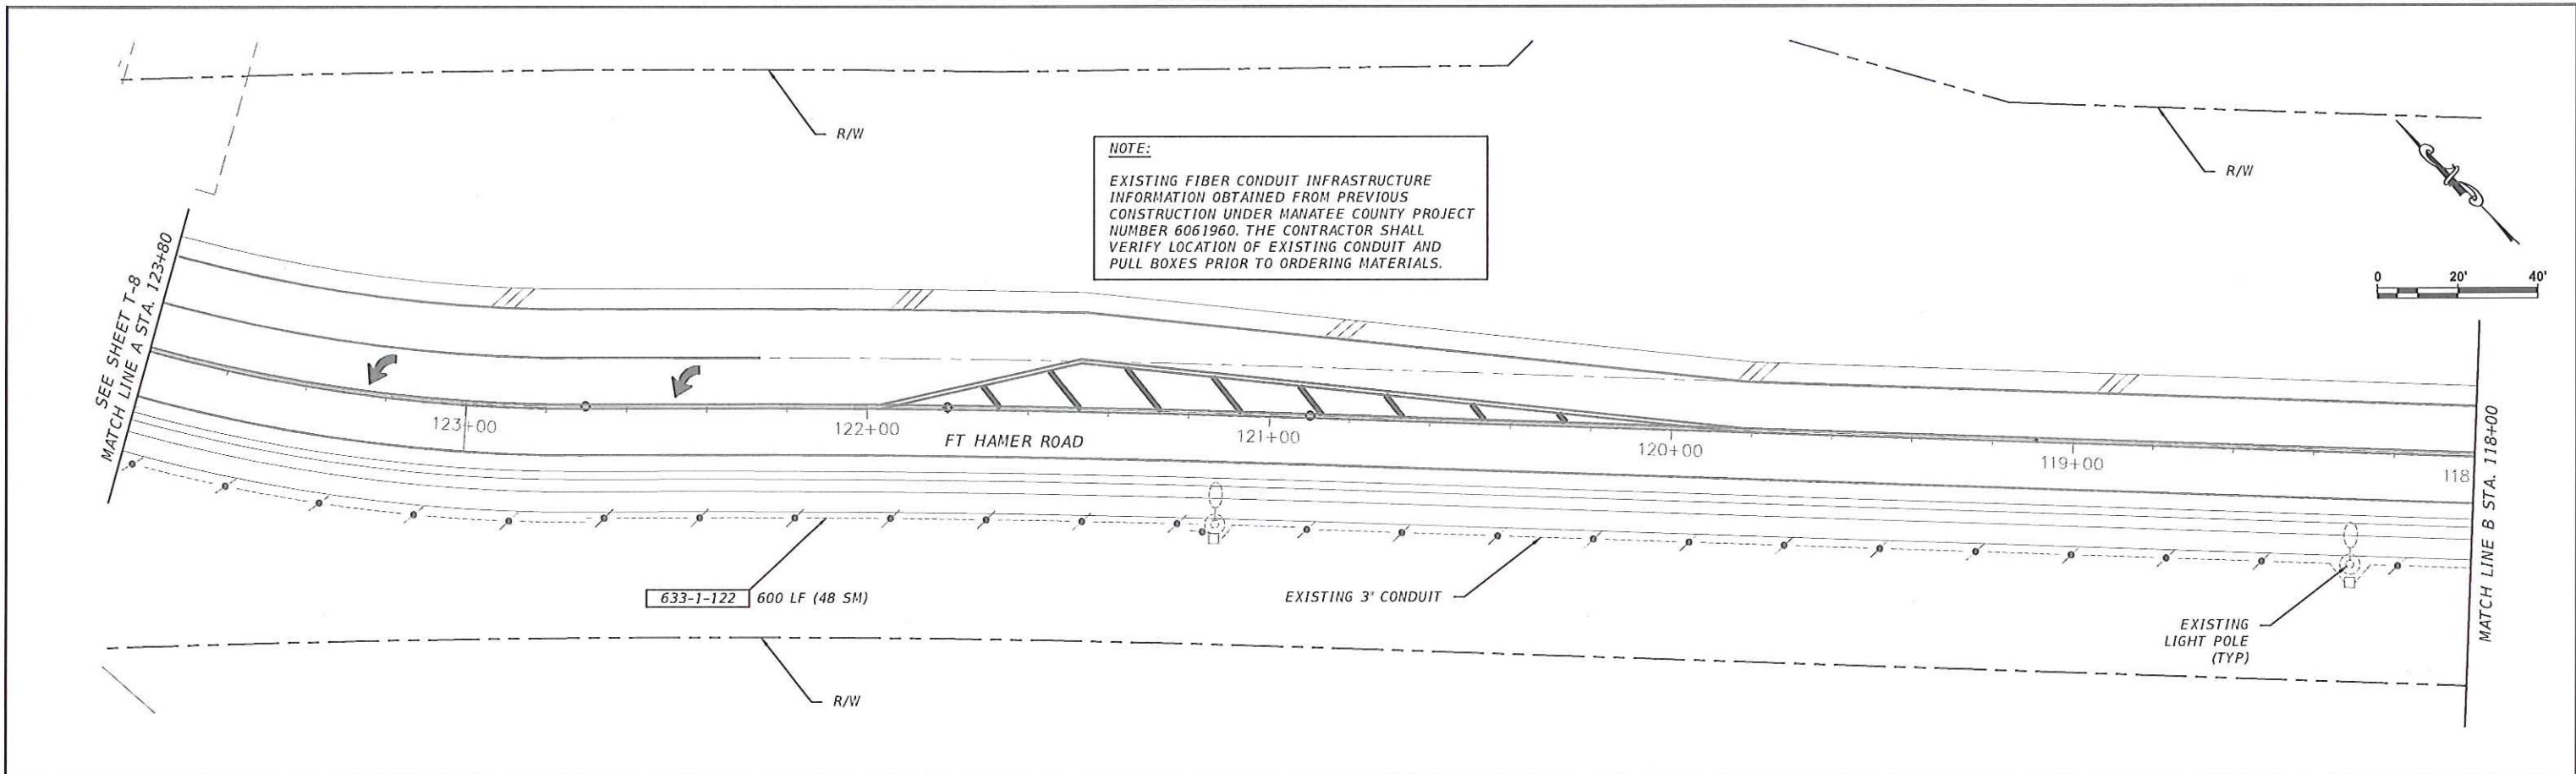 R/W
NOTE:
EXISTING FIBER CONDUIT INFRASTRUCTURE
INFORMATION OBTAINED FROM PREVIOUS
CONSTRUCTION UNDER MANATEE COUNTY PROJECT
NUMBER 6061960. THE CONTRACTOR SHALL
VERIFY LOCATION OF EXISTING CONDUIT AND
PULL BOXES PRIOR TO ORDERING MATERIALS.
R/W
0 20' 40'
SEE SHEET T-8
MATCH LINE A STA. 123+80
123+00
122+00
FT HAMER ROAD
121+00
120+00
119+00
118
MATCH LINE B STA. 118+00
633-1-122 600 LF (48 SM)
EXISTING 3" CONDUIT
EXISTING
LIGHT POLE
(TYP)
R/W